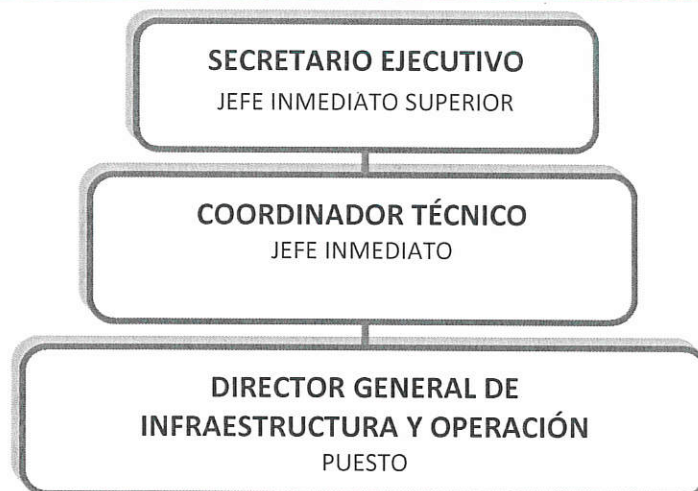 SECRETARIO EJECUTIVO
JEFE INMEDIATO SUPERIOR
COORDINADOR TÉCNICO
JEFE INMEDIATO
DIRECTOR GENERAL DE
INFRAESTRUCTURA Y OPERACIÓN
PUESTO